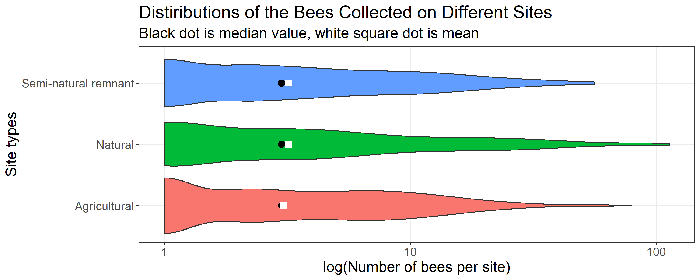 Distiributions of the Bees Collected on Different Sites
Black dot is median value, white square dot is mean
Site types
Semi-natural remnant
Natural
Agricultural
1
10
100
log(Number of bees per site)